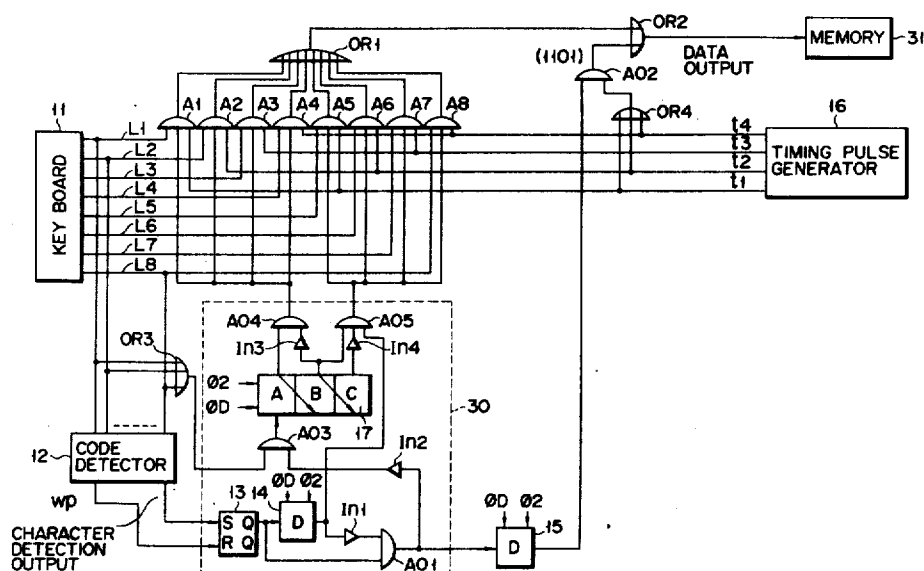 OR2
MEMORY
31
OR1
(1101)
DATA
OUTPUT
A02
11
A1 A2 A3 A4 A5 A6 A7 A8
OR4
16
KEY BOARD
L1
L2
L3
L4
L5
L6
L7
L8
t4
t3
t2
t1
TIMING PULSE
GENERATOR
A04
A05
In3
In4
OR3
Ø2
ØD
A B C
17
30
A03
In2
12
CODE
DETECTOR
wp
CHARACTER
DETECTION
OUTPUT
13
S Q
R Q
14
ØD Ø2
D
In1
A01
ØD Ø2
15
D